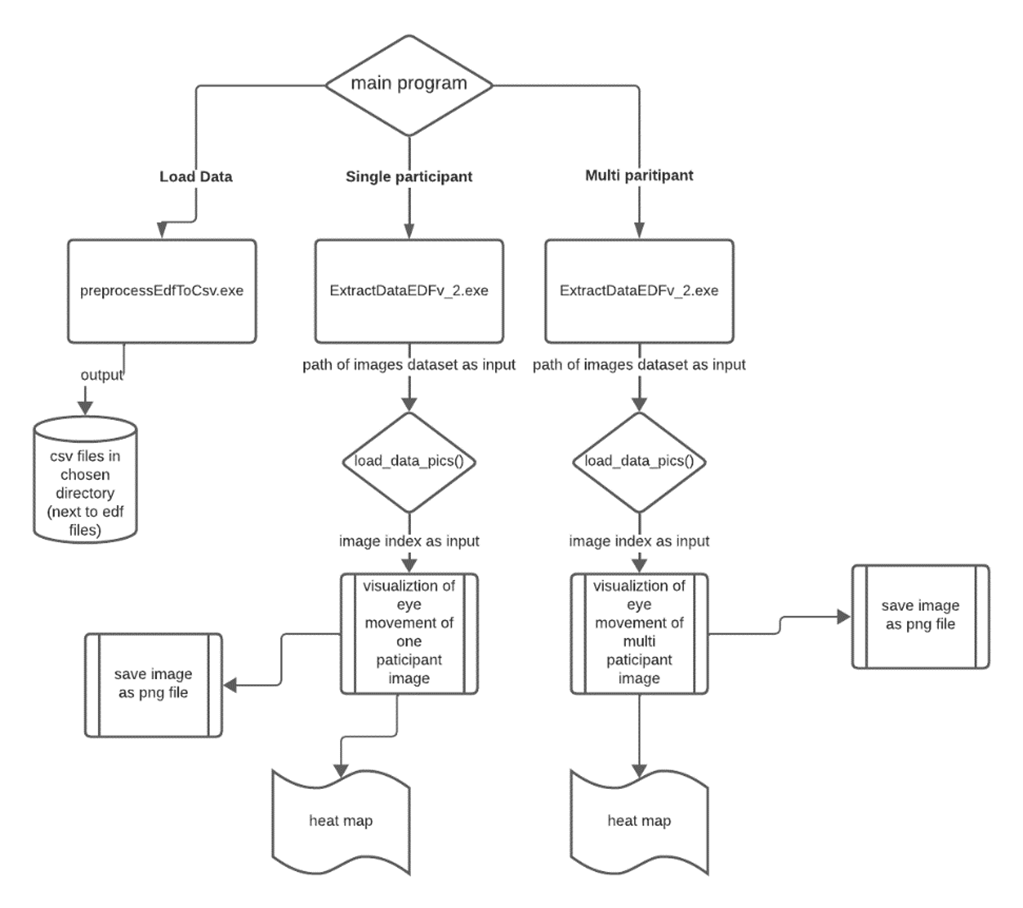 main program
Load Data
Single participant
Multi paritipant
preprocessEdfToCsv.exe
ExtractDataEDFv_2.exe
ExtractDataEDFv_2.exe
path of images dataset as input
path of images dataset as input
output
csv files in
chosen
directory
(next to edf
files)
load_data_pics()
load_data_pics()
image index as input
image index as input
visualiztion of
eye
movement of
one
paticipant
image
visualiztion of
eye
movement of
multi
paticipant
image
save image
as png file
save image
as png file
heat map
heat map